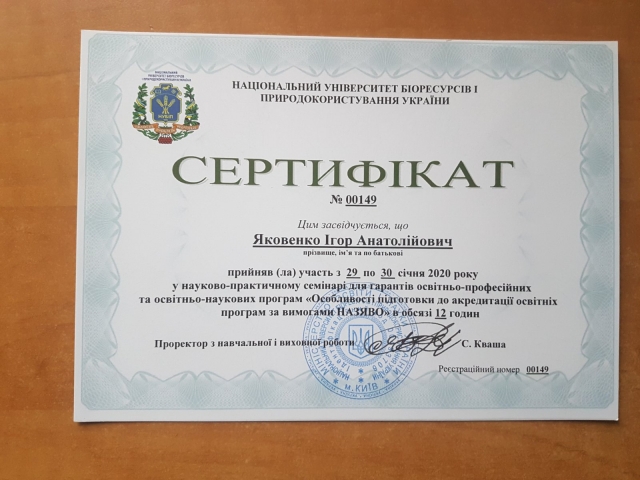 НАЦІОНАЛЬНИЙ УНІВЕРСИТЕТ БІОРЕСУРСІВ І
ПРИРОДОКОРИСТУВАННЯ УКРАЇНИ
СЕРТИФІКАТ
№ 00149
Цим засвідчується, що
Яковенко Ігор Анатолійович
прізвище, ім'я та по батькові
прийняв (ла) участь з 29 по 30 січня 2020 року
у науково-практичному семінарі для гарантів освітньо-професійних
та освітньо-наукових програм «Особливості підготовки до акредитації освітніх
програм за вимогами НАЗЯВО» в обсязі 12 годин
Проректор з навчальної і виховної роботи С. Кваша
Реєстраційний номер 00149
м.КИЇВ